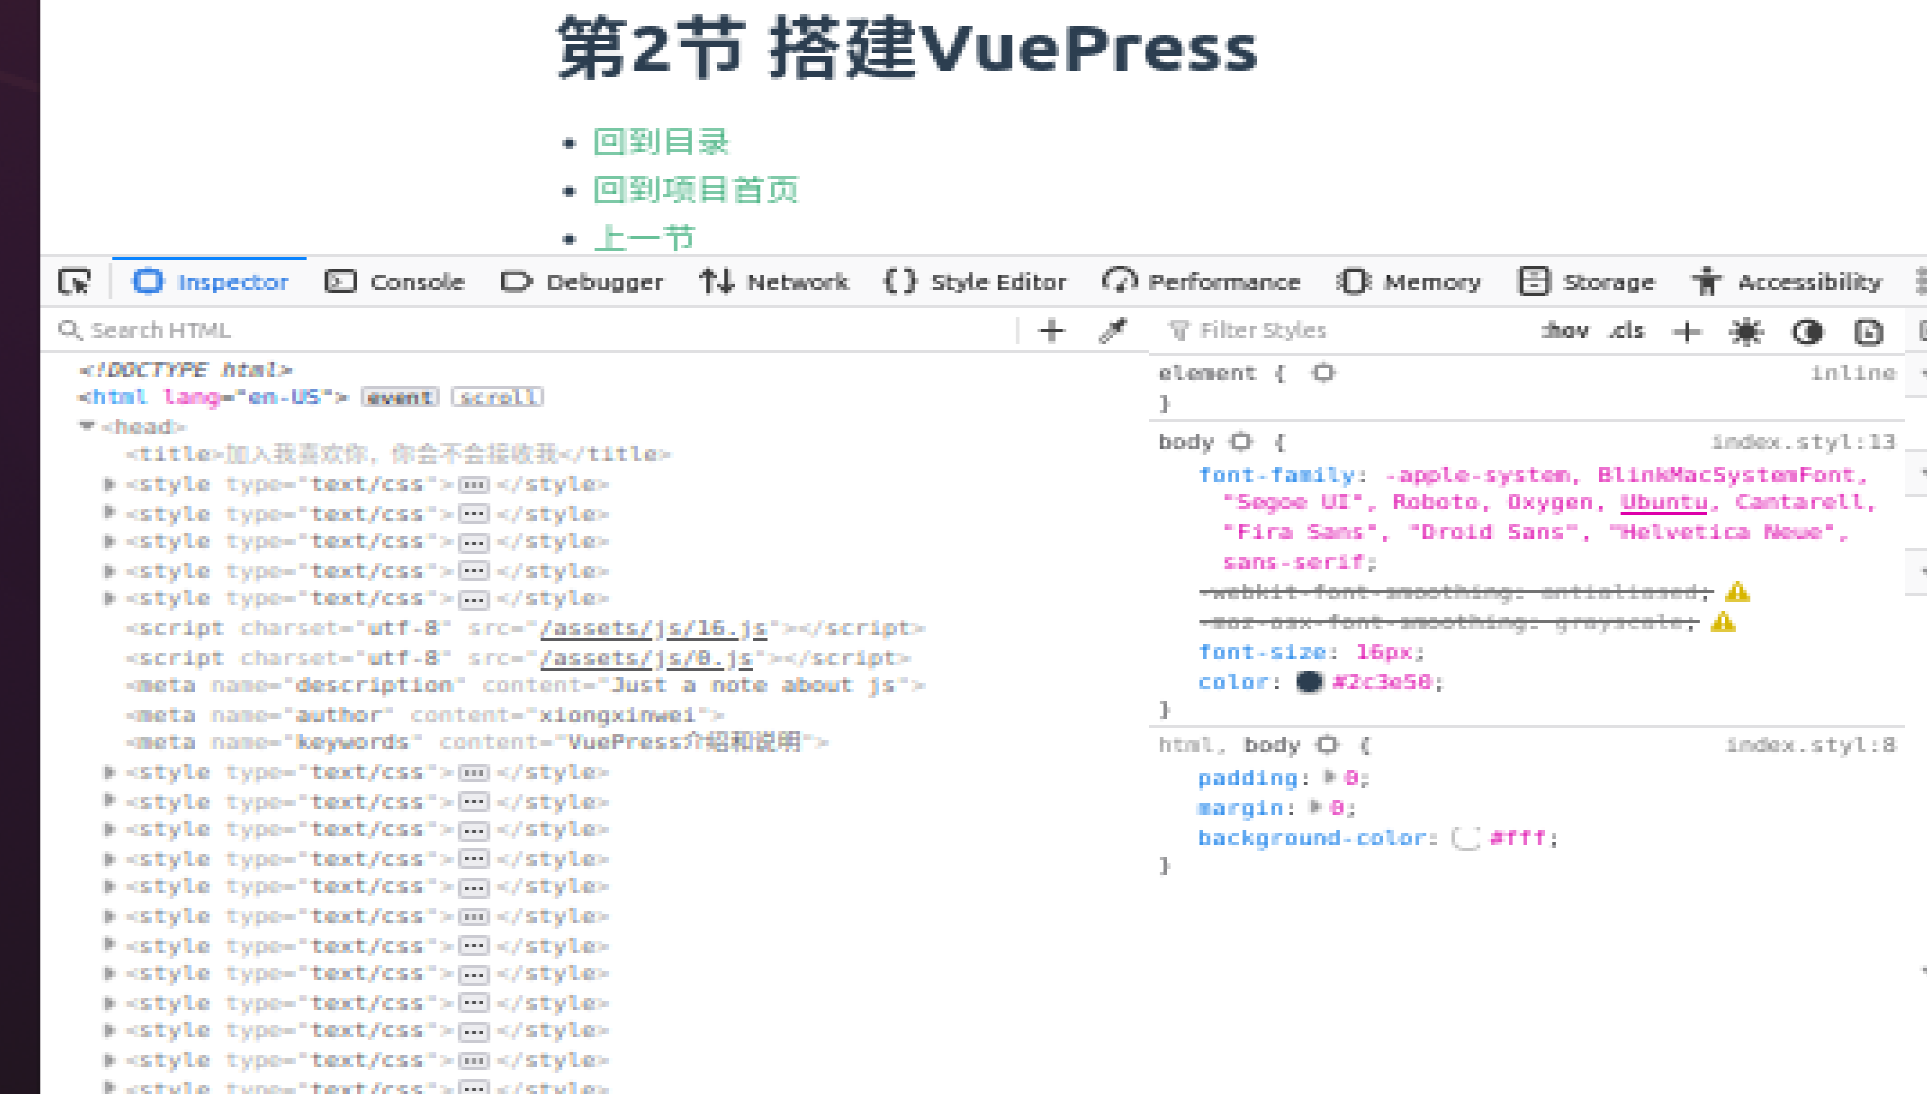 第2节 搭建VuePress
• 回到目录
• 回到项目首页
• 上一节
Inspector Console Debugger Network Style Editor Performance Memory Storage Accessibility
Search HTML
Filter Styles :hov .cls
<!DOCTYPE html>
<html lang="en-US"> event scroll
<head>
<title>加入我喜欢你，你会不会接收我</title>
<style type="text/css"> ... </style>
<style type="text/css"> ... </style>
<style type="text/css"> ... </style>
<style type="text/css"> ... </style>
<style type="text/css"> ... </style>
<script charset="utf-8" src="/assets/js/16.js"></script>
<script charset="utf-8" src="/assets/js/0.js"></script>
<meta name="description" content="Just a note about js">
<meta name="author" content="xiongxinwei">
<meta name="keywords" content="VuePress介绍和说明">
<style type="text/css"> ... </style>
<style type="text/css"> ... </style>
<style type="text/css"> ... </style>
<style type="text/css"> ... </style>
<style type="text/css"> ... </style>
<style type="text/css"> ... </style>
<style type="text/css"> ... </style>
<style type="text/css"> ... </style>
<style type="text/css"> ... </style>
<style type="text/css"> ... </style>
<style type="text/css"> ... </style>
<style type="text/css"> ... </style>
element { inline
}
body { index.styl:13
font-family: -apple-system, BlinkMacSystemFont,
"Segoe UI", Roboto, Oxygen, Ubuntu, Cantarell,
"Fira Sans", "Droid Sans", "Helvetica Neue",
sans-serif;
-webkit-font-smoothing: antialiased;
-moz-osx-font-smoothing: grayscale;
font-size: 16px;
color: #2c3e50;
}
html, body { index.styl:8
padding: 0;
margin: 0;
background-color: #fff;
}